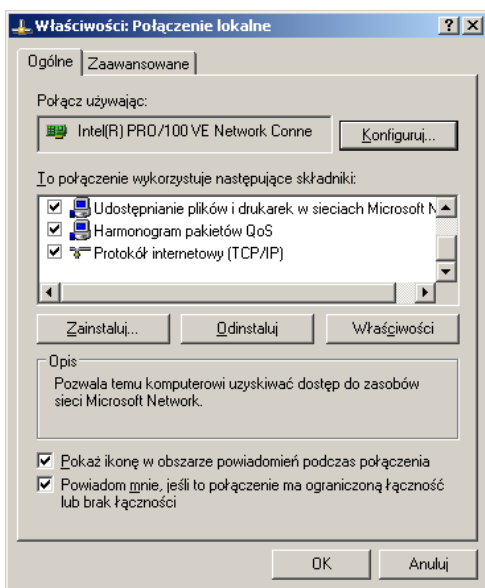 Właściwości: Połączenie lokalne
Ogólne Zaawansowane
Połącz używając:
Intel(R) PRO/100 VE Network Conne Konfiguruj...
To połączenie wykorzystuje następujące składniki:
Udostępnianie plików i drukarek w sieciach Microsoft N
Harmonogram pakietów QoS
Protokół internetowy (TCP/IP)
Zainstaluj... Odinstaluj Właściwości
Opis
Pozwala temu komputerowi uzyskiwać dostęp do zasobów
sieci Microsoft Network.
Pokaż ikonę w obszarze powiadomień podczas połączenia
Powiadom mnie, jeśli to połączenie ma ograniczoną łączność
lub brak łączności
OK Anuluj